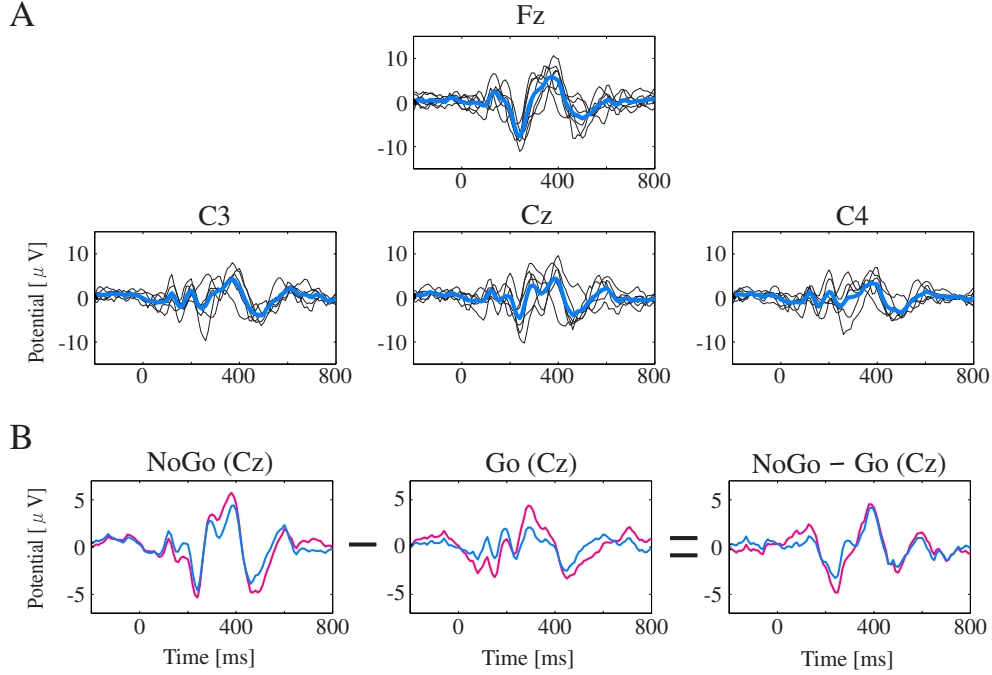 A
Fz
10
0
-10
0 400 800
C3 Cz C4
Potential [ μ V]
10 10 10
0 0 0
-10 -10 -10
0 400 800 0 400 800 0 400 800
B
NoGo (Cz) Go (Cz) NoGo − Go (Cz)
Potential [ μ V]
5 5 5
0 − 0 = 0
-5 -5 -5
0 400 800 0 400 800 0 400 800
Time [ms] Time [ms] Time [ms]